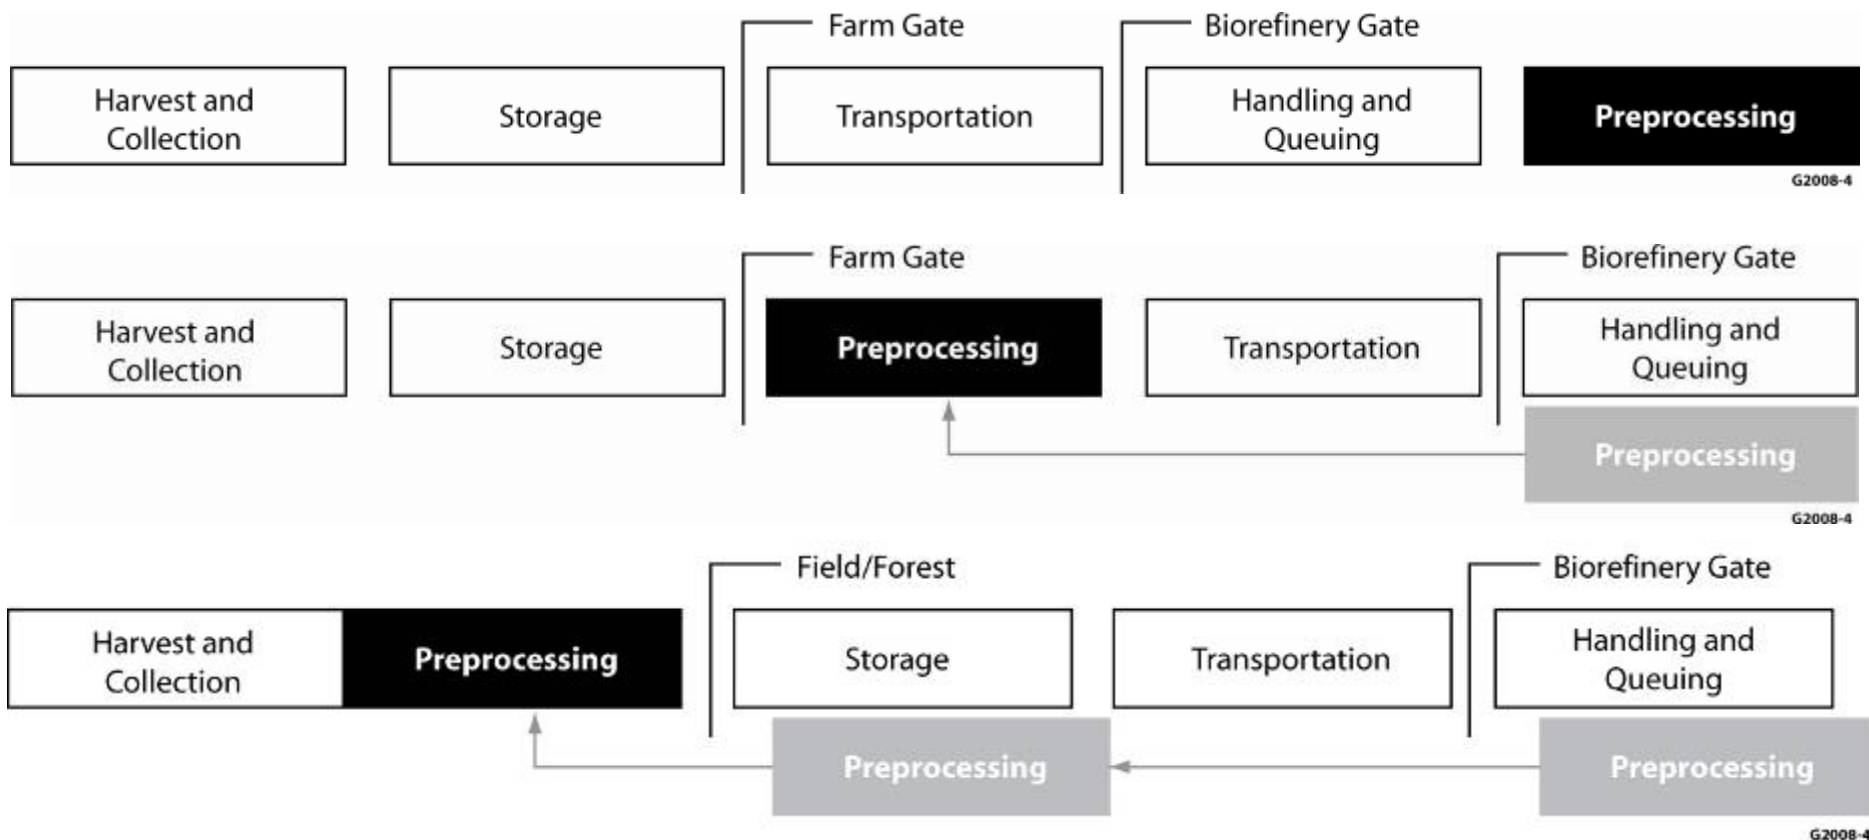 Farm Gate
Biorefinery Gate
Harvest and
Collection
Storage
Transportation
Handling and
Queuing
Preprocessing
G2008-4
Farm Gate
Biorefinery Gate
Harvest and
Collection
Storage
Preprocessing
Transportation
Handling and
Queuing
Preprocessing
G2008-4
Field/Forest
Biorefinery Gate
Harvest and
Collection
Preprocessing
Storage
Transportation
Handling and
Queuing
Preprocessing
Preprocessing
G2008-4